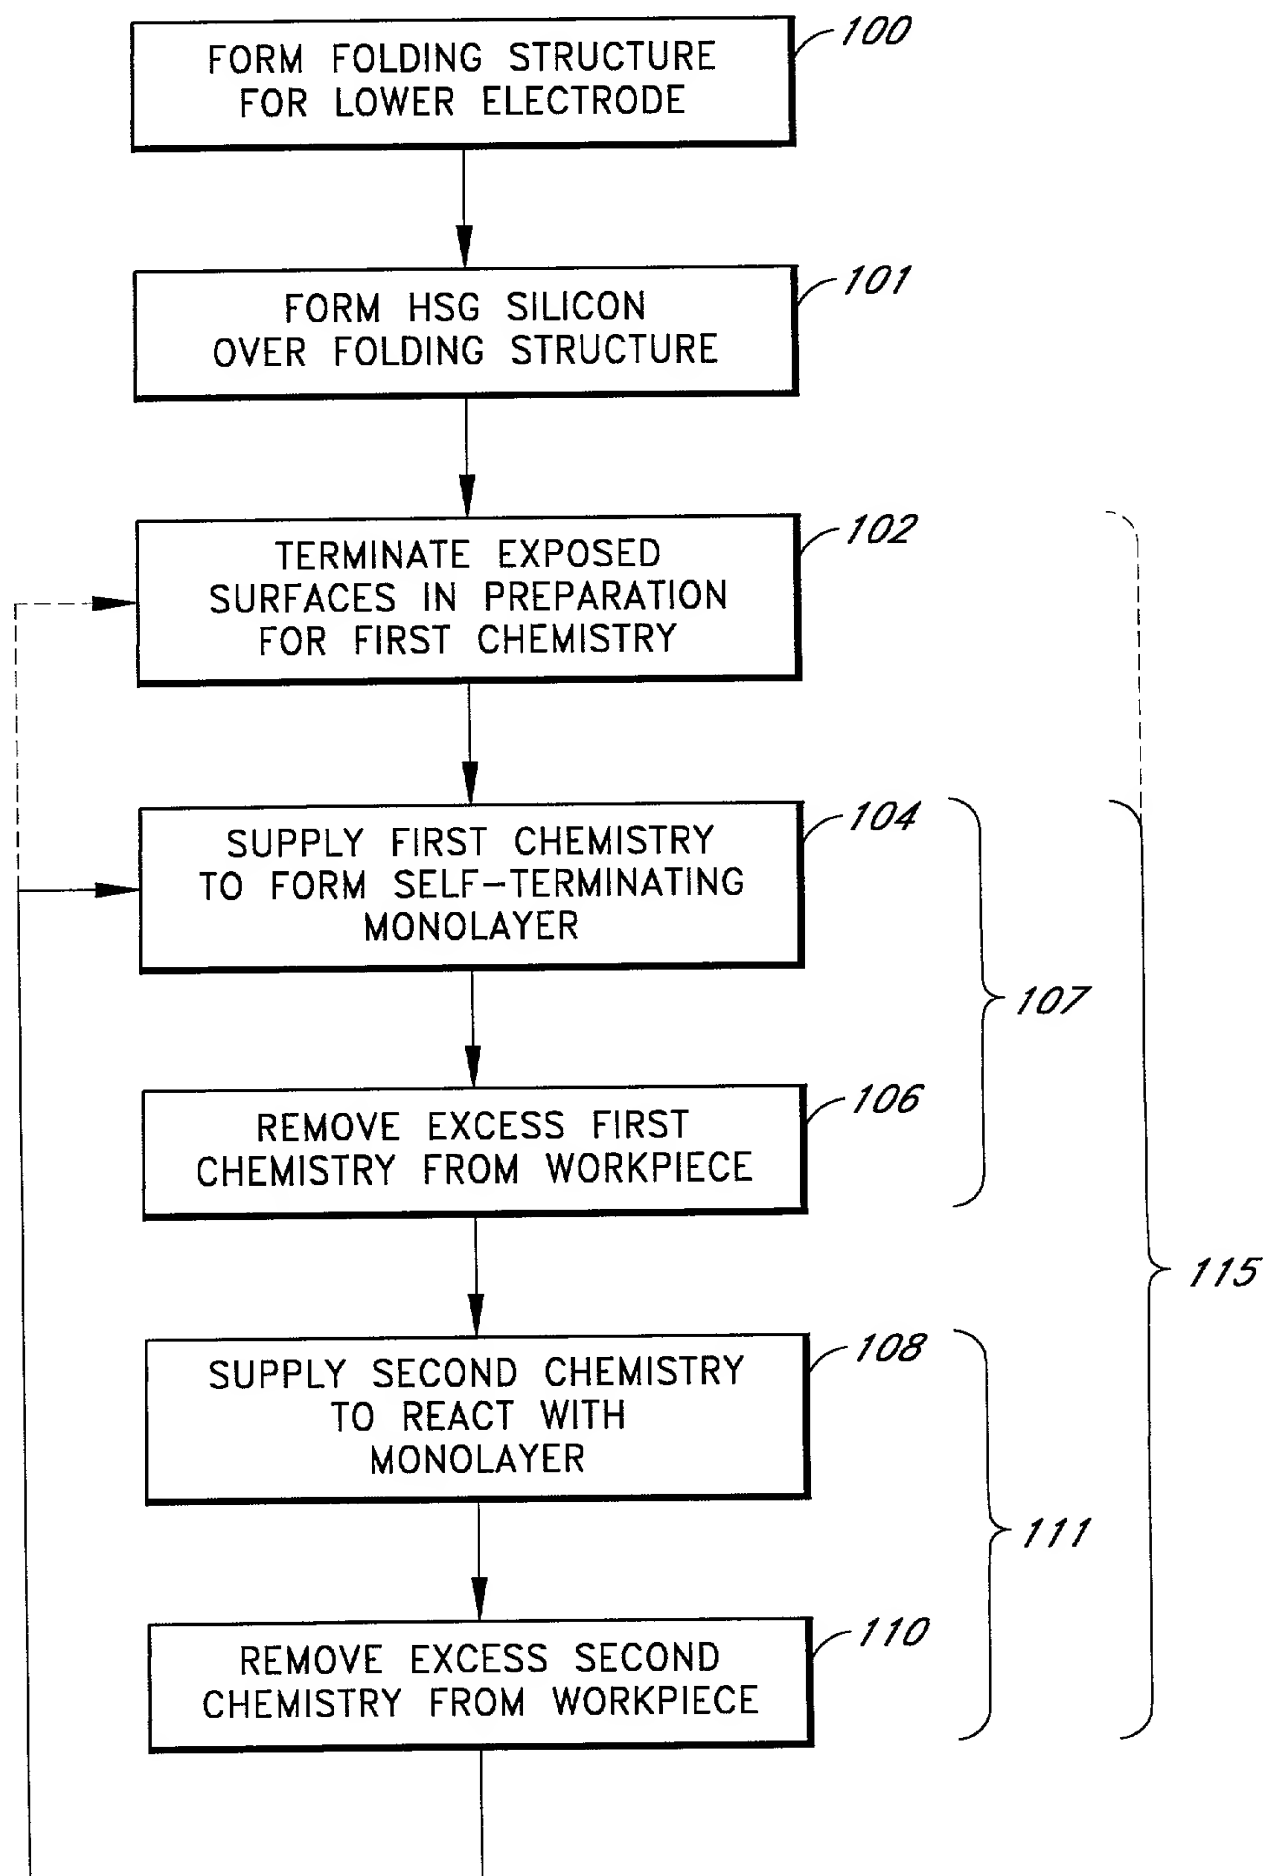 100
FORM FOLDING STRUCTURE
FOR LOWER ELECTRODE
101
FORM HSG SILICON
OVER FOLDING STRUCTURE
102
TERMINATE EXPOSED
SURFACES IN PREPARATION
FOR FIRST CHEMISTRY
104
SUPPLY FIRST CHEMISTRY
TO FORM SELF-TERMINATING
MONOLAYER
107
106
REMOVE EXCESS FIRST
CHEMISTRY FROM WORKPIECE
115
108
SUPPLY SECOND CHEMISTRY
TO REACT WITH
MONOLAYER
111
110
REMOVE EXCESS SECOND
CHEMISTRY FROM WORKPIECE